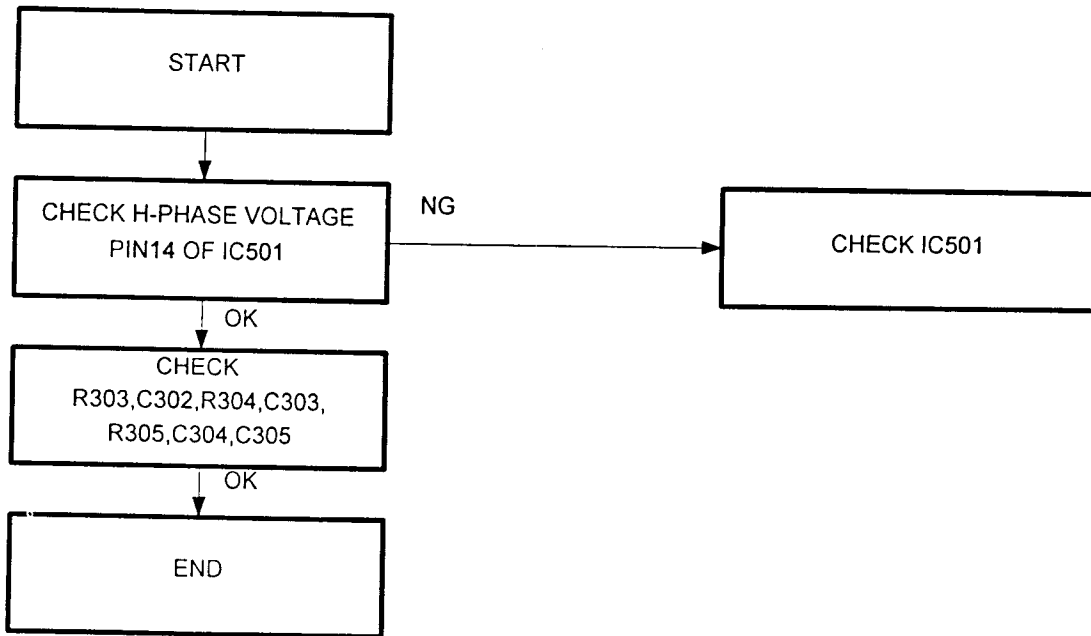 START
CHECK H-PHASE VOLTAGE
PIN14 OF IC501
NG
CHECK IC501
OK
CHECK
R303,C302,R304,C303,
R305,C304,C305
OK
END